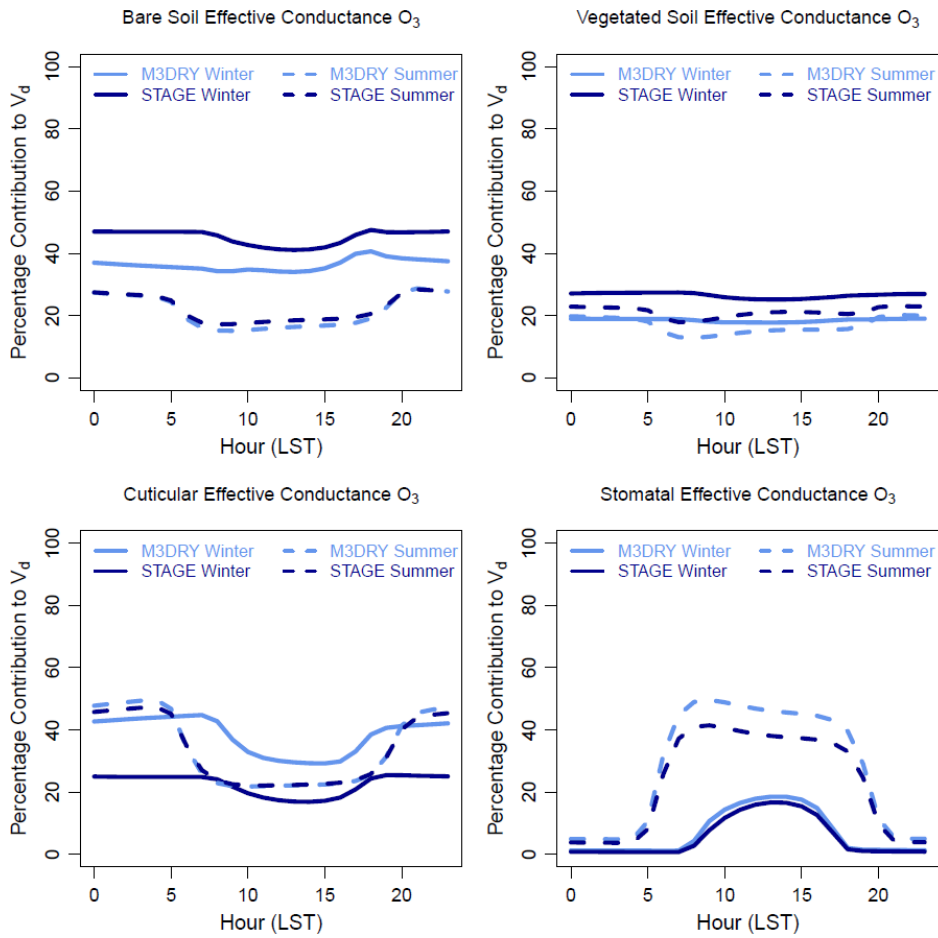 Bare Soil Effective Conductance O3
Percentage Contribution to Vd
100
80
60
40
20
0
M3DRY Winter
M3DRY Summer
STAGE Winter
STAGE Summer
0 5 10 15 20
Hour (LST)
Vegetated Soil Effective Conductance O3
Percentage Contribution to Vd
100
80
60
40
20
0
M3DRY Winter
M3DRY Summer
STAGE Winter
STAGE Summer
0 5 10 15 20
Hour (LST)
Cuticular Effective Conductance O3
Percentage Contribution to Vd
100
80
60
40
20
0
M3DRY Winter
M3DRY Summer
STAGE Winter
STAGE Summer
0 5 10 15 20
Hour (LST)
Stomatal Effective Conductance O3
Percentage Contribution to Vd
100
80
60
40
20
0
M3DRY Winter
M3DRY Summer
STAGE Winter
STAGE Summer
0 5 10 15 20
Hour (LST)